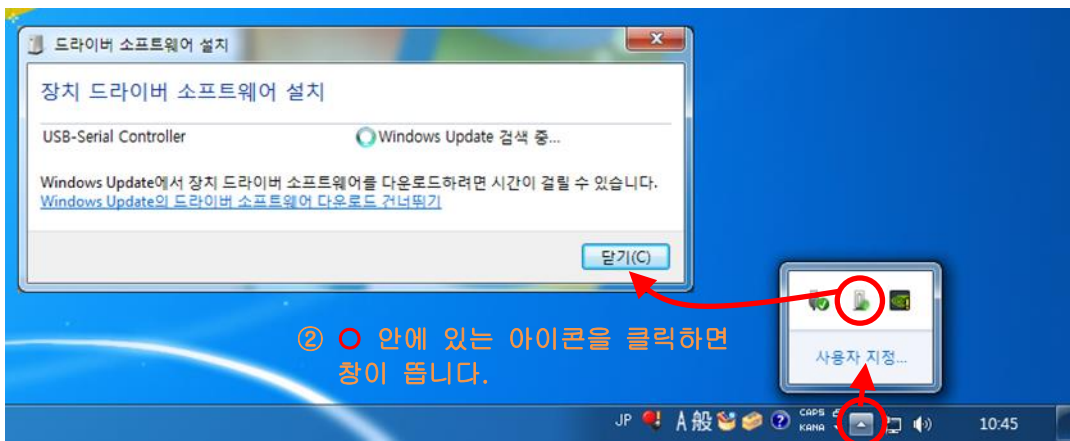 드라이버 소프트웨어 설치
장치 드라이버 소프트웨어 설치
USB-Serial Controller
Windows Update 검색 중...
Windows Update에서 장치 드라이버 소프트웨어를 다운로드하려면 시간이 걸릴 수 있습니다.
Windows Update의 드라이버 소프트웨어 다운로드 건너뛰기
닫기(C)
② O 안에 있는 아이콘을 클릭하면
창이 뜹니다.
사용자 지정...
JP
A 般
CAPS
KANA
10:45